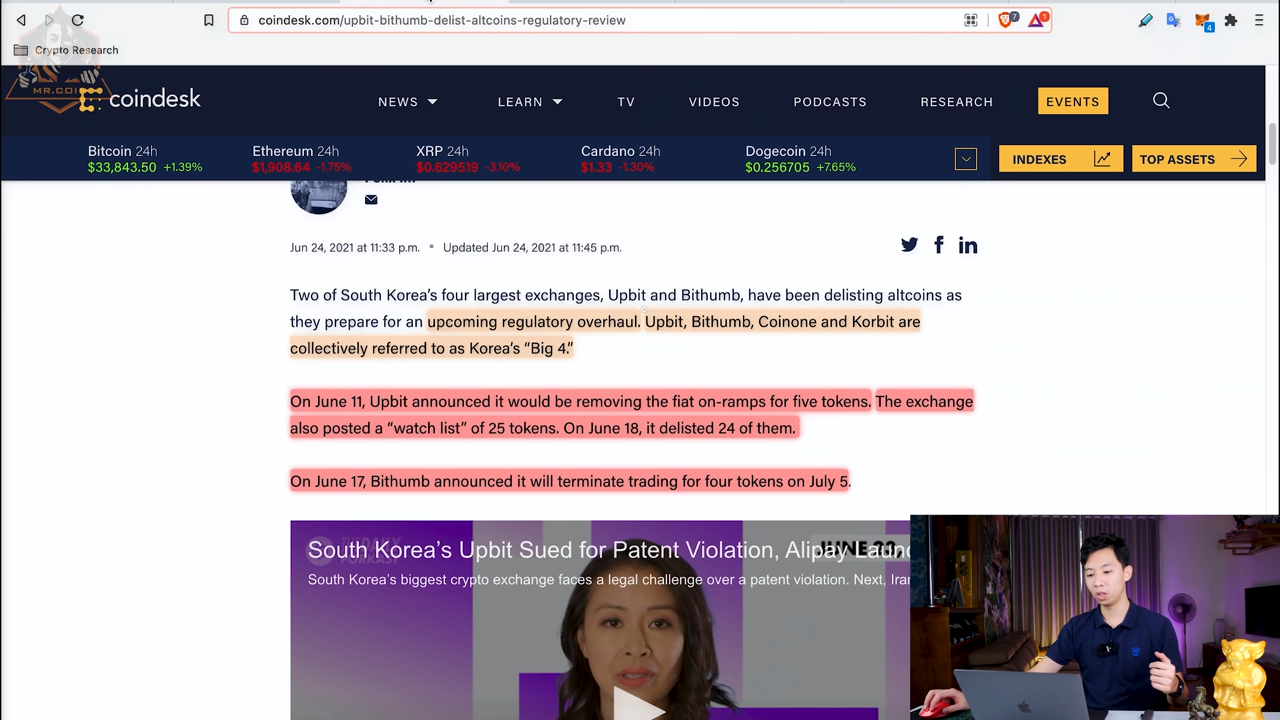 coindesk.com/upbit-bithumb-delist-altcoins-regulatory-review
7
1
4
Crypto Research
MR.COI
coindesk
NEWS LEARN TV VIDEOS PODCASTS RESEARCH EVENTS
Bitcoin 24h Ethereum 24h XRP 24h Cardano 24h Dogecoin 24h
$33,843.50 +1.39% $1,908.64 -1.75% $0.629519 -3.10% $1.33 -1.30% $0.256705 +7.65%
INDEXES TOP ASSETS
Jun 24, 2021 at 11:33 p.m. Updated Jun 24, 2021 at 11:45 p.m.
Two of South Korea’s four largest exchanges, Upbit and Bithumb, have been delisting altcoins as
they prepare for an upcoming regulatory overhaul. Upbit, Bithumb, Coinone and Korbit are
collectively referred to as Korea’s “Big 4.”
On June 11, Upbit announced it would be removing the fiat on-ramps for five tokens. The exchange
also posted a “watch list” of 25 tokens. On June 18, it delisted 24 of them.
On June 17, Bithumb announced it will terminate trading for four tokens on July 5.
South Korea’s Upbit Sued for Patent Violation, Alipay Laun
South Korea’s biggest crypto exchange faces a legal challenge over a patent violation. Next, Iran